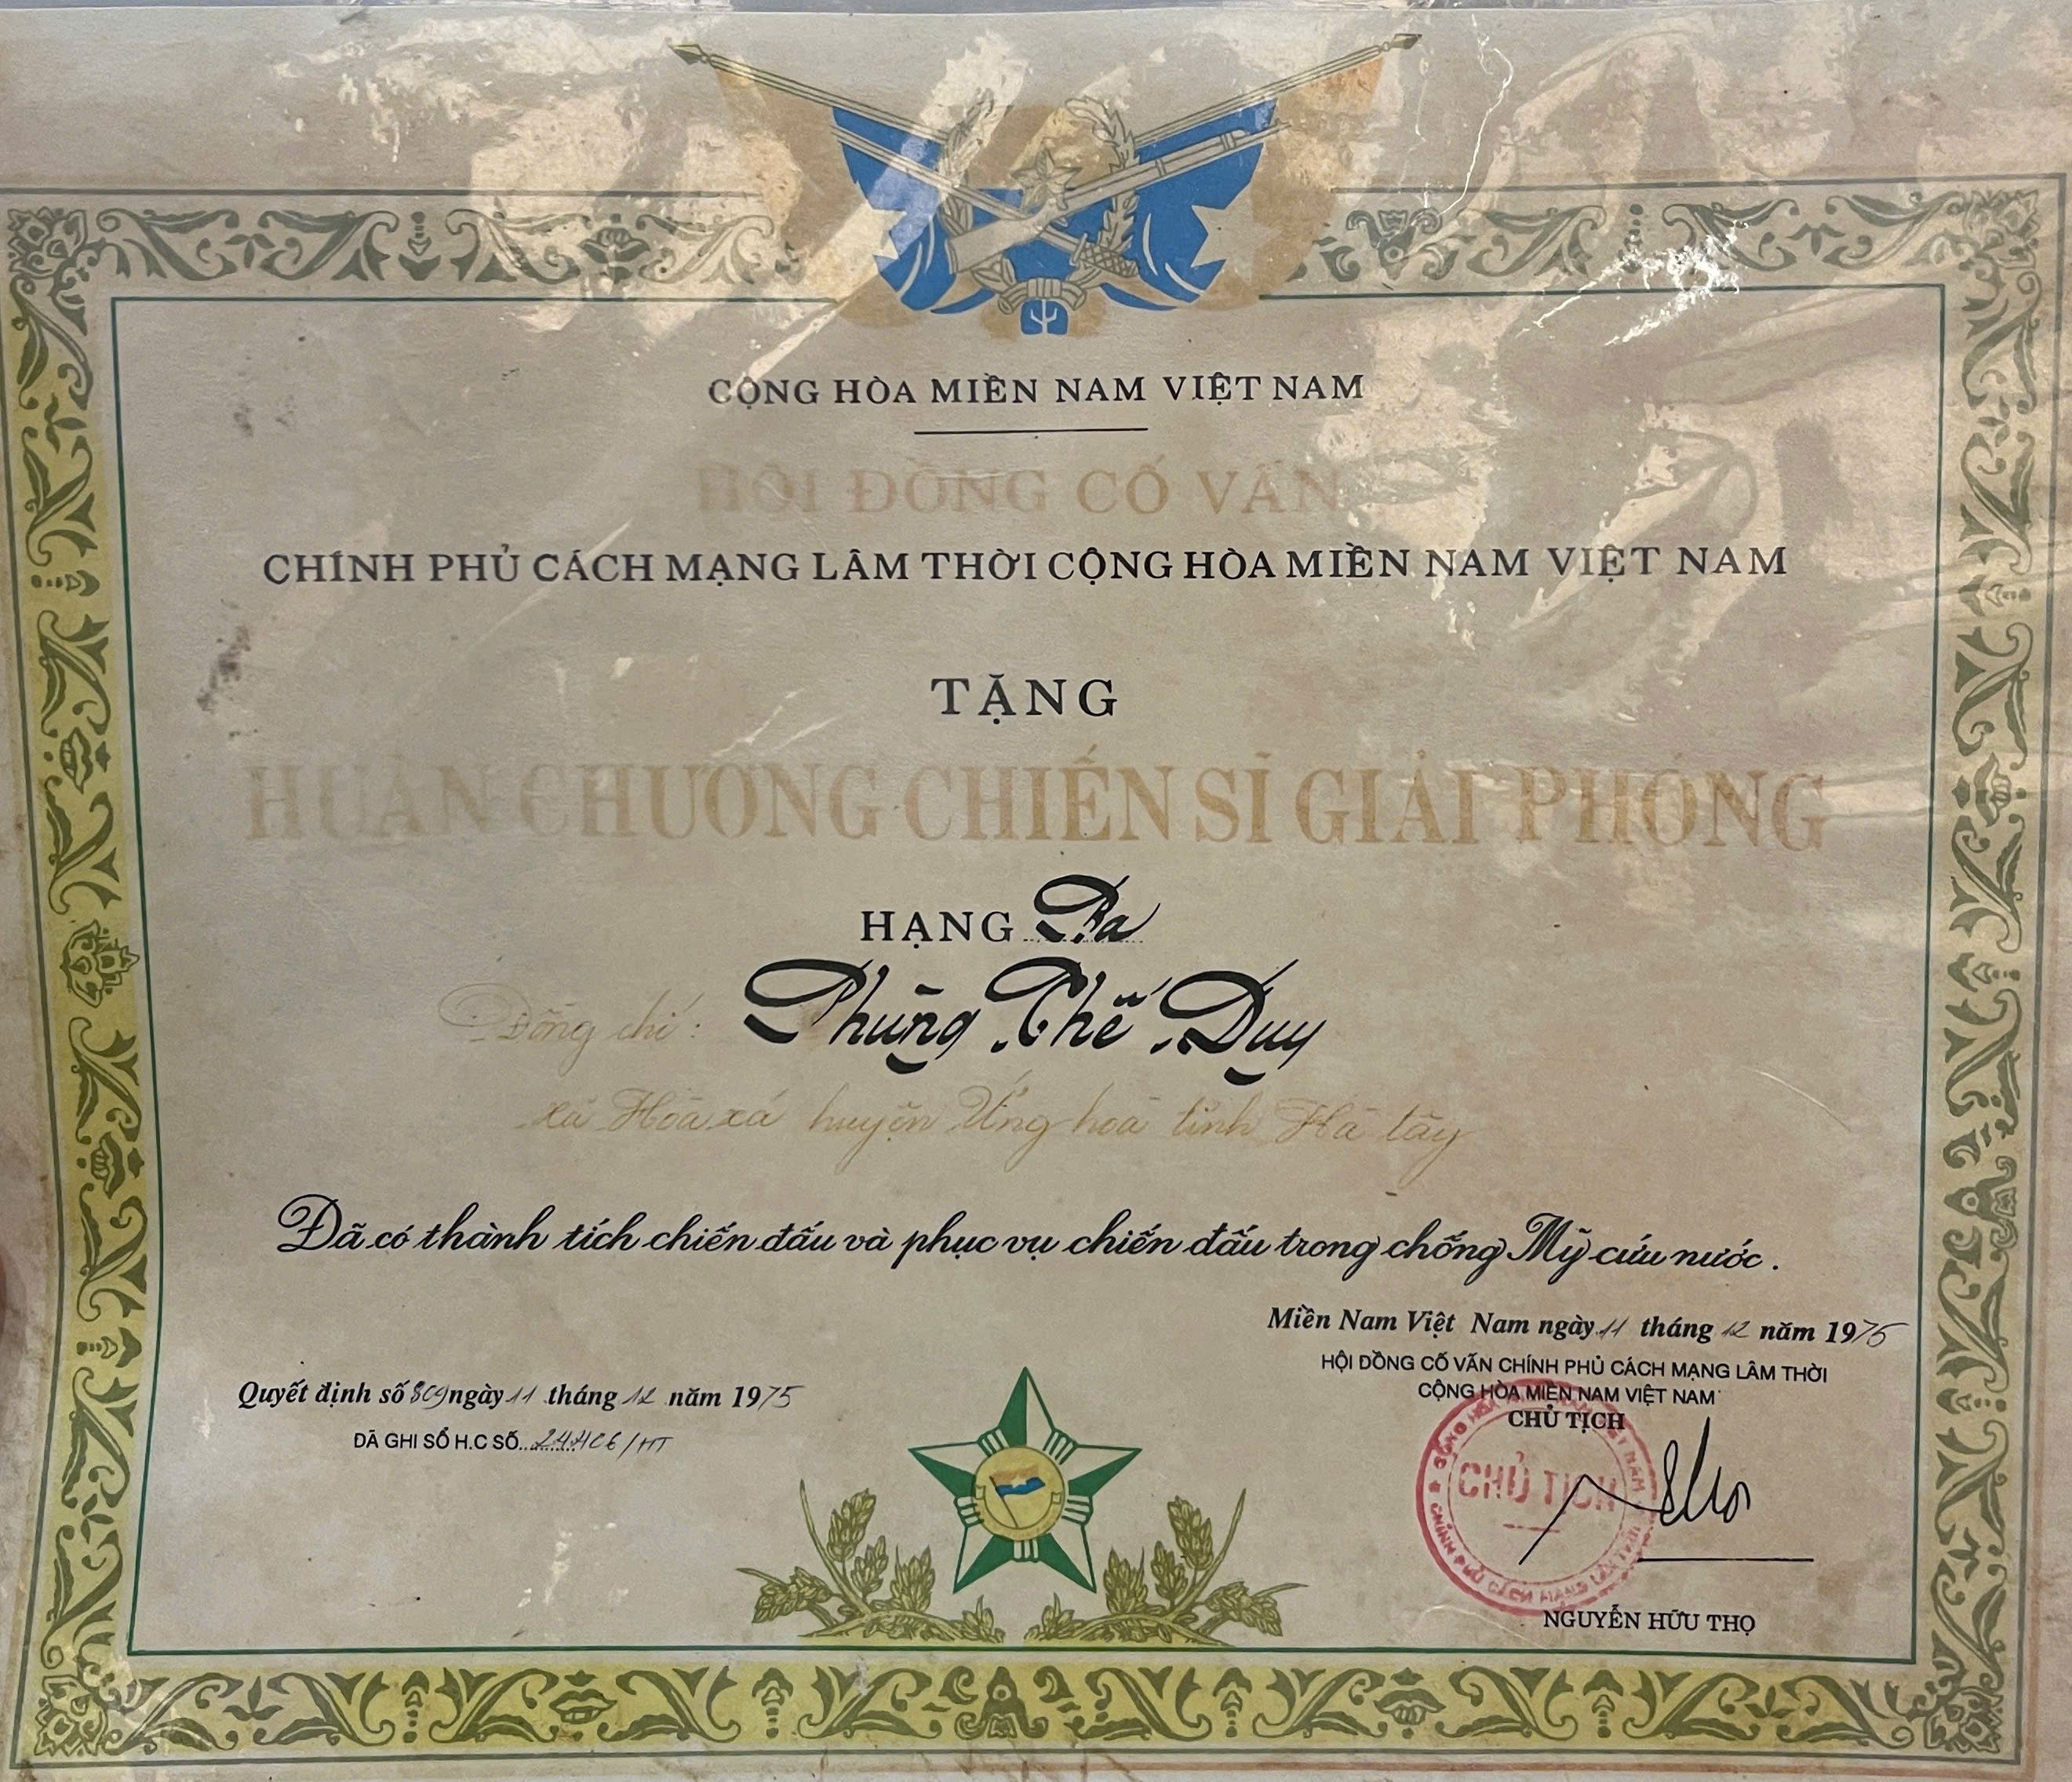 CỘNG HÒA MIỀN NAM VIỆT NAM
HỘI ĐỒNG CỐ VẤN
CHÍNH PHỦ CÁCH MẠNG LÂM THỜI CỘNG HÒA MIỀN NAM VIỆT NAM
TẶNG
HUÂN CHƯƠNG CHIẾN SĨ GIẢI PHÓNG
HẠNG Ba
Đồng chí: Phùng Thế Duy
xã Hòa xá huyện Ứng hoà tỉnh Hà tây
Đã có thành tích chiến đấu và phục vụ chiến đấu trong chống Mỹ cứu nước.
Miền Nam Việt Nam ngày 11 tháng 12 năm 1975
HỘI ĐỒNG CỐ VẤN CHÍNH PHỦ CÁCH MẠNG LÂM THỜI
CỘNG HÒA MIỀN NAM VIỆT NAM
CHỦ TỊCH
Quyết định số ngày 11 tháng 12 năm 1975
ĐÃ GHI SỔ H.C SỐ
CHỦ TỊCH
NGUYỄN HỮU THỌ